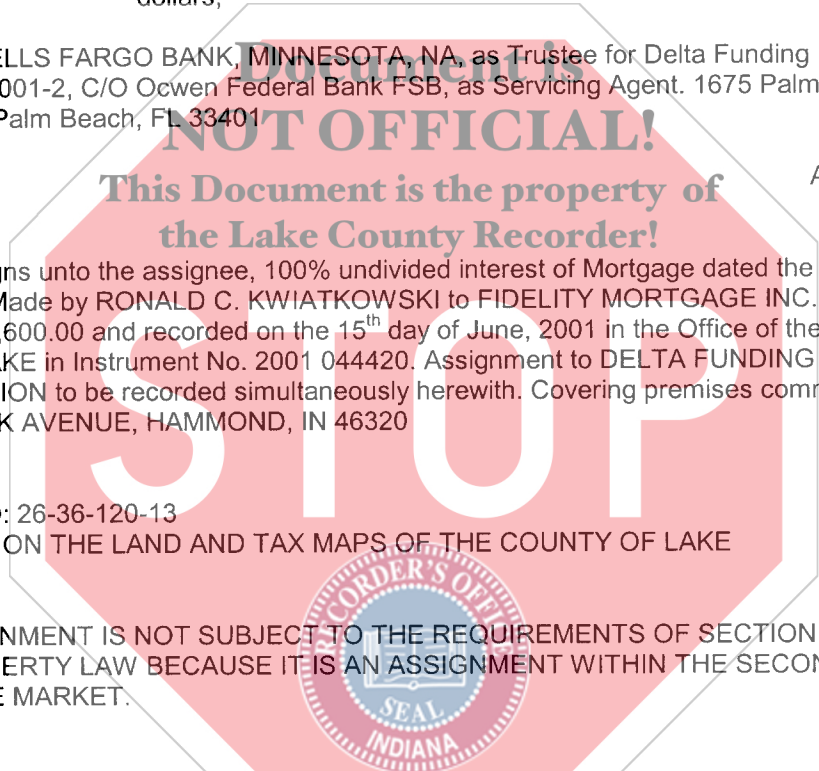 dollars,
ELLS FARGO BANK, MINNESOTA, NA, as Trustee for Delta Funding
Document is
001-2, C/O Ocwen Federal Bank FSB, as Servicing Agent. 1675 Palm
Palm Beach, FL 33401
NOT OFFICIAL!
This Document is the property of
A
the Lake County Recorder!
gns unto the assignee, 100% undivided interest of Mortgage dated the
Made by RONALD C. KWIATKOWSKI to FIDELITY MORTGAGE INC.
,600.00 and recorded on the 15th day of June, 2001 in the Office of the
AKE in Instrument No. 2001 044420. Assignment to DELTA FUNDING
ION to be recorded simultaneously herewith. Covering premises comm
K AVENUE, HAMMOND, IN 46320
STOP
: 26-36-120-13
ON THE LAND AND TAX MAPS OF THE COUNTY OF LAKE
RECORDER'S OFFICE
NMENT IS NOT SUBJECT TO THE REQUIREMENTS OF SECTION
ERTY LAW BECAUSE IT IS AN ASSIGNMENT WITHIN THE SECON
E MARKET.
SEAL
INDIANA